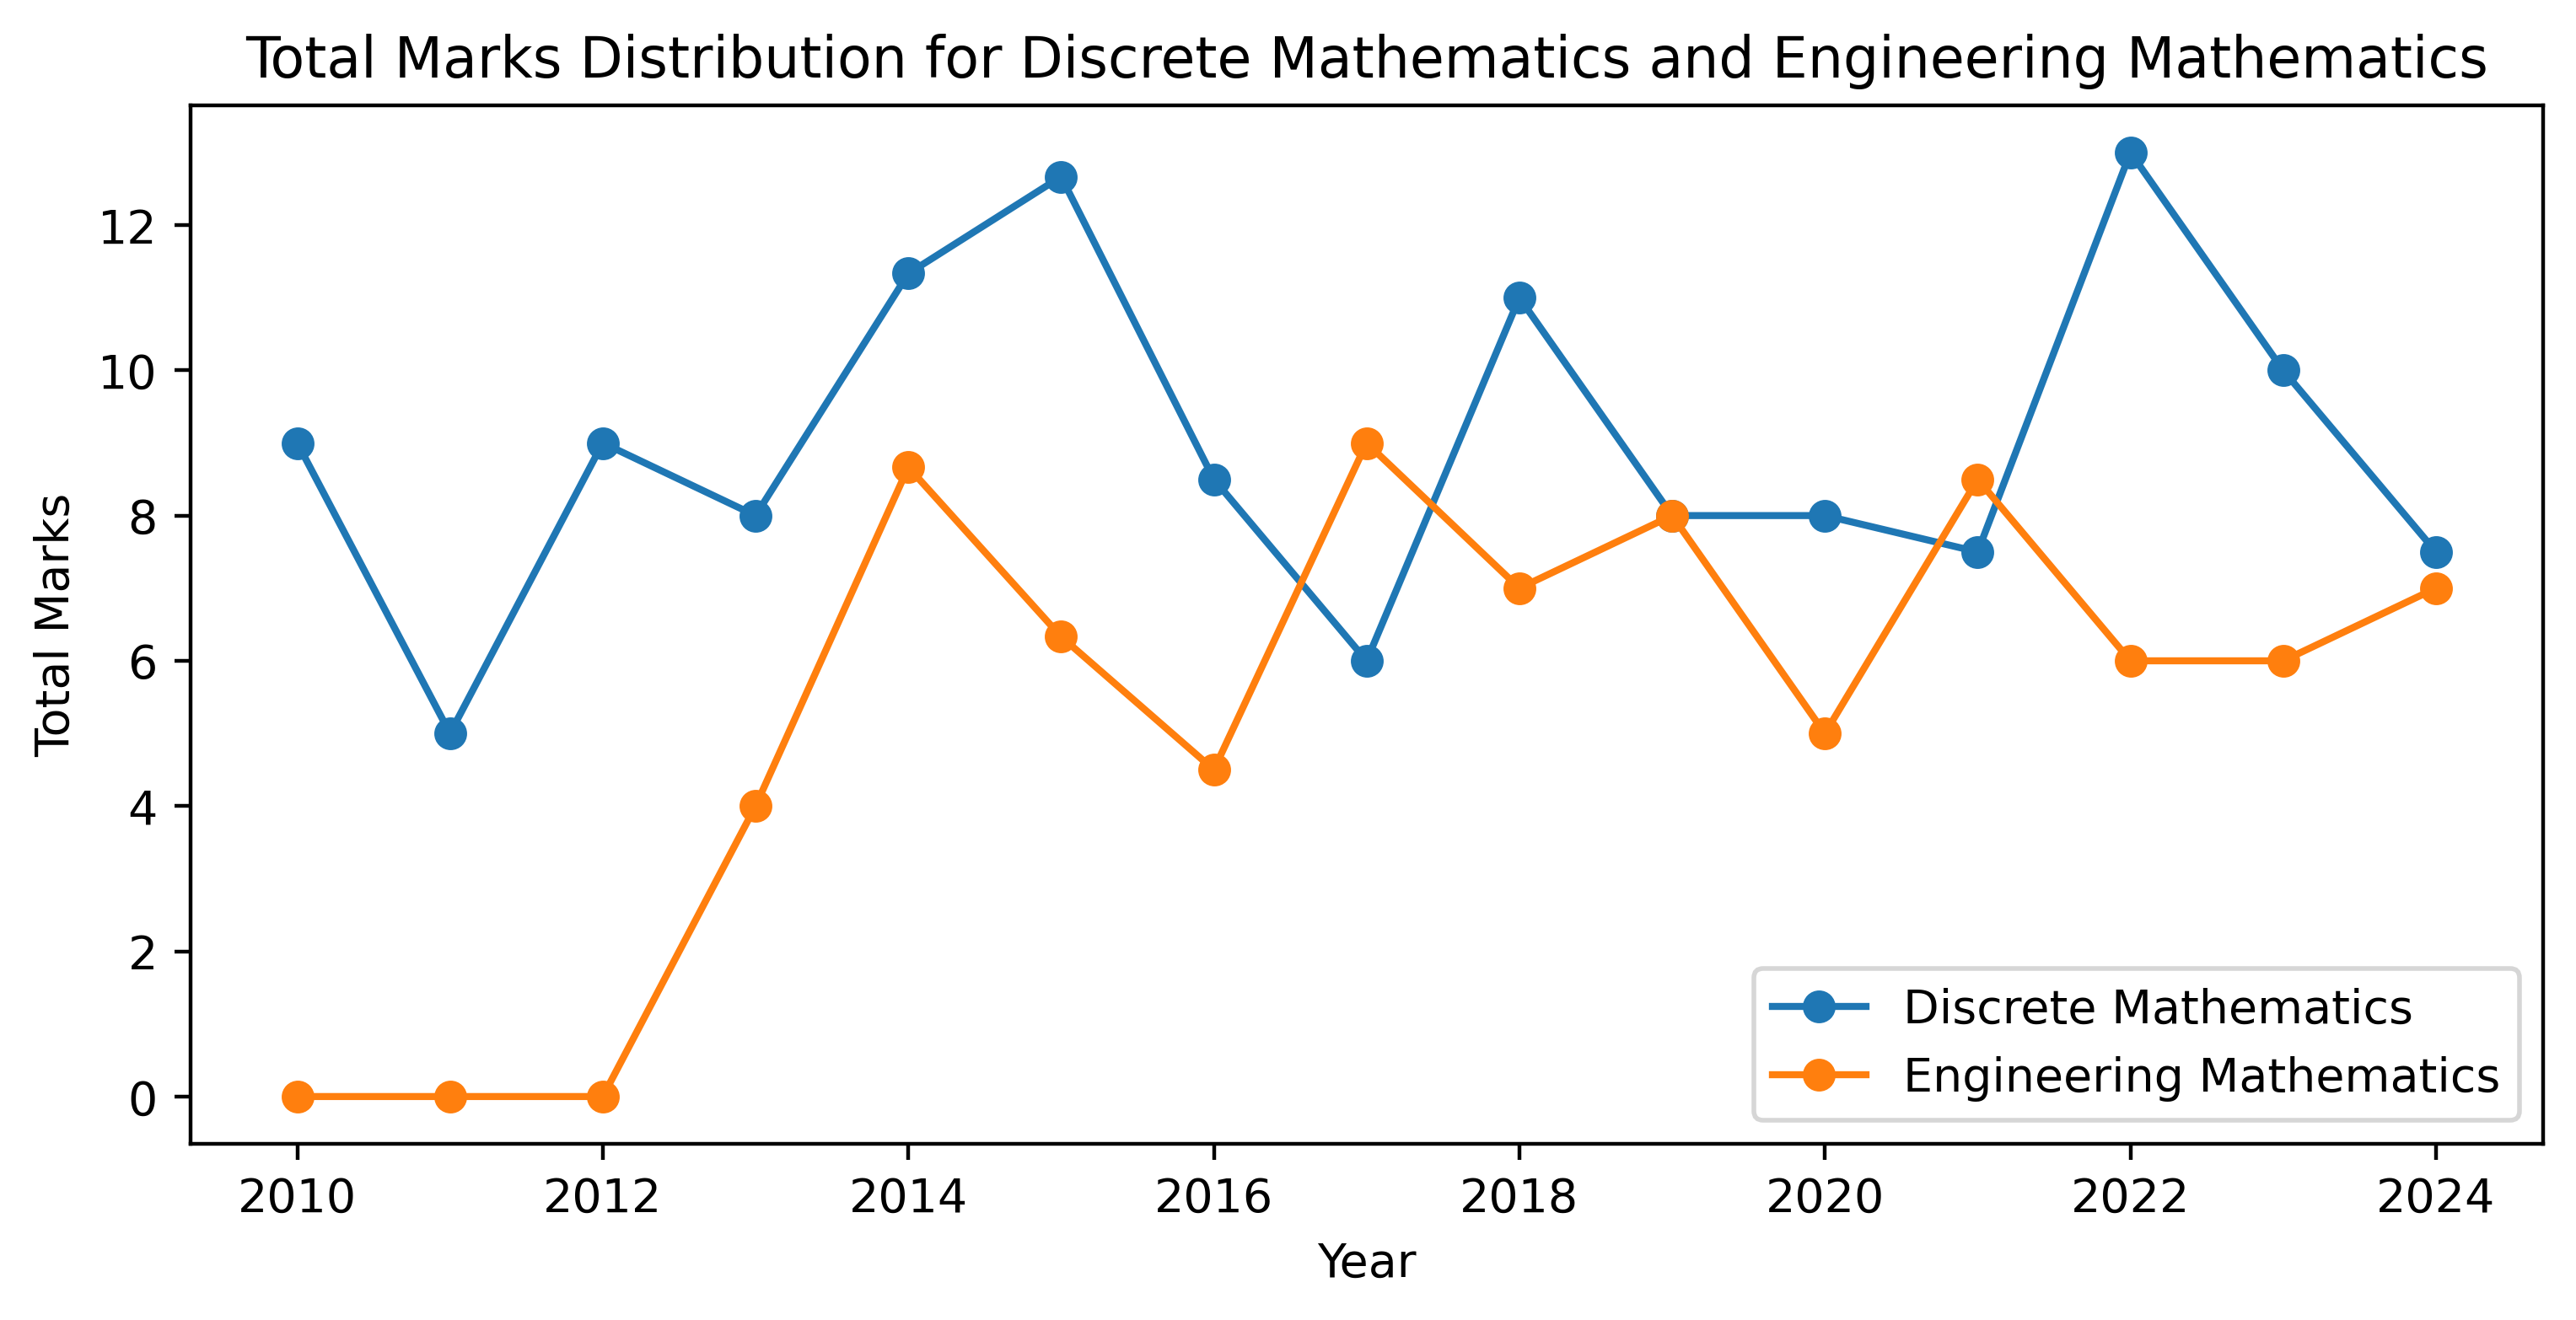 Total Marks Distribution for Discrete Mathematics and Engineering Mathematics
12
10
8
6
4
2
0
Total Marks
Discrete Mathematics
Engineering Mathematics
2010 2012 2014 2016 2018 2020 2022 2024
Year